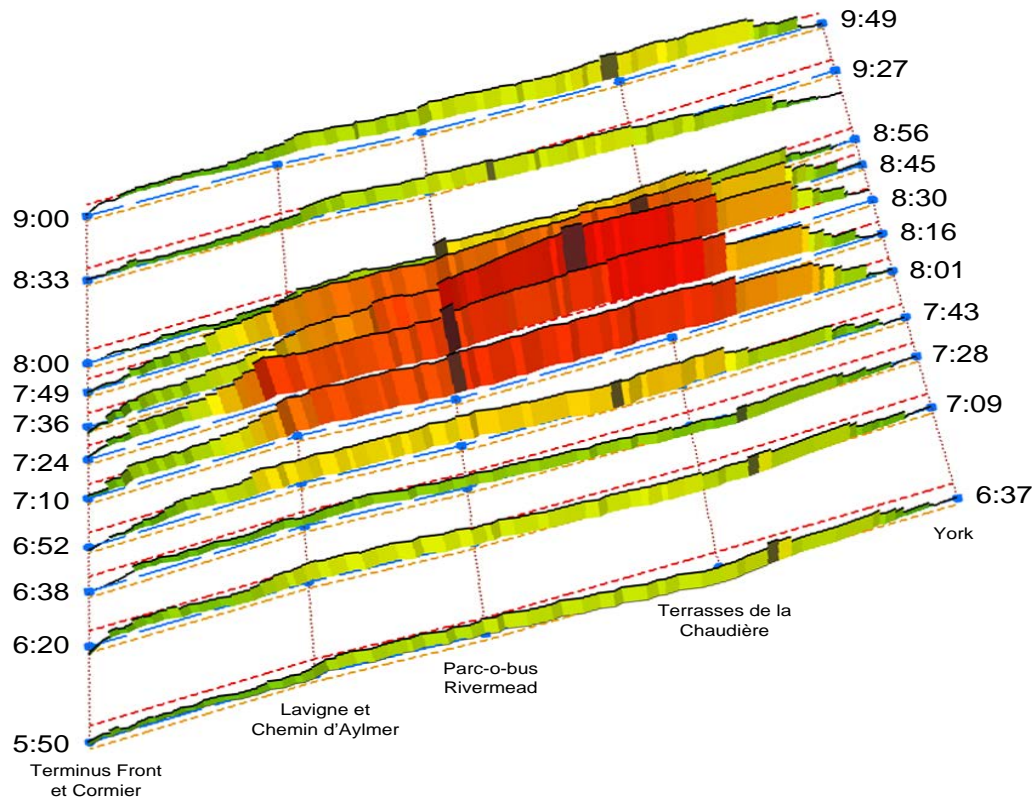 9:49
9:27
8:56
8:45
8:30
8:16
8:01
7:43
7:28
7:09
6:37
York
9:00
8:33
8:00
7:49
7:36
7:24
7:10
6:52
6:38
6:20
5:50
Terrasses de la
Chaudière
Parc-o-bus
Rivermead
Lavigne et
Chemin d'Aylmer
Terminus Front
et Cormier